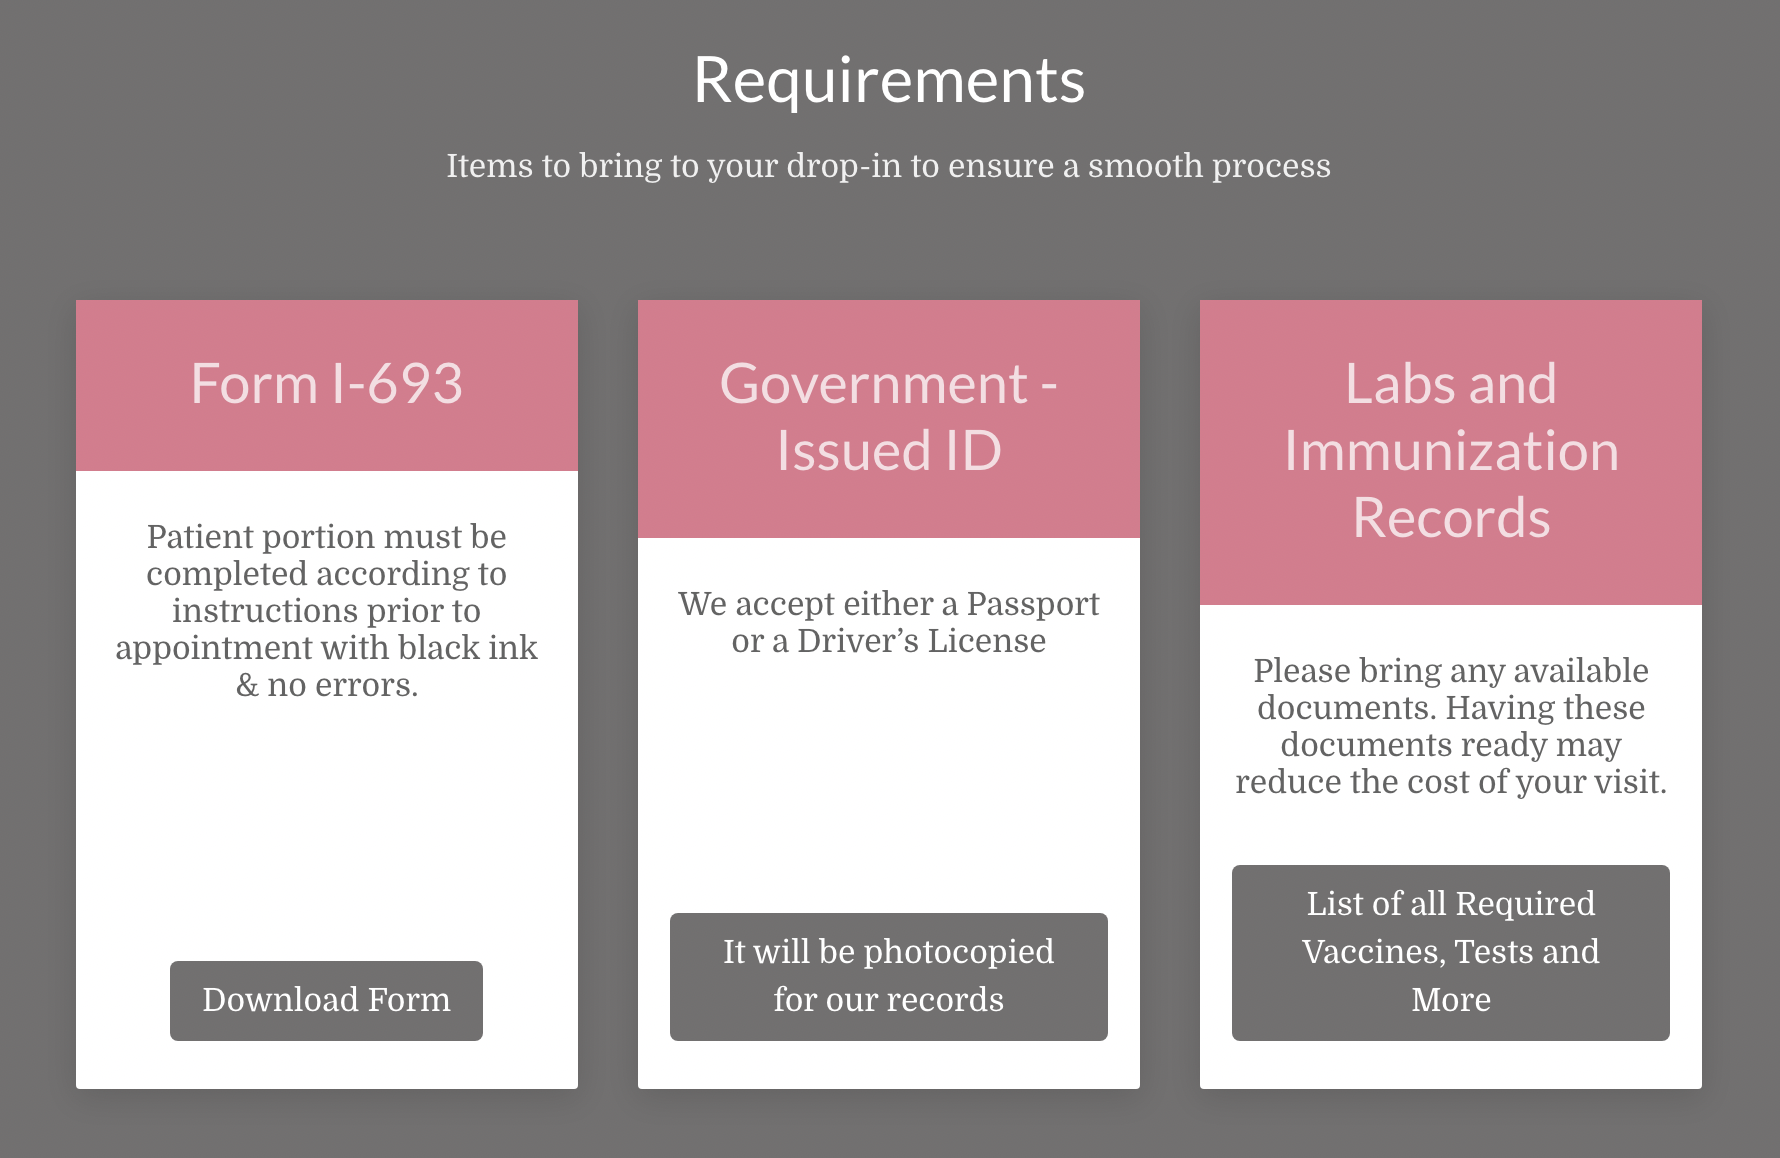 Requirements
Items to bring to your drop-in to ensure a smooth process
Form I-693
Patient portion must be
completed according to
instructions prior to
appointment with black ink
& no errors.
Download Form
Government -
Issued ID
We accept either a Passport
or a Driver’s License
It will be photocopied
for our records
Labs and
Immunization
Records
Please bring any available
documents. Having these
documents ready may
reduce the cost of your visit.
List of all Required
Vaccines, Tests and
More